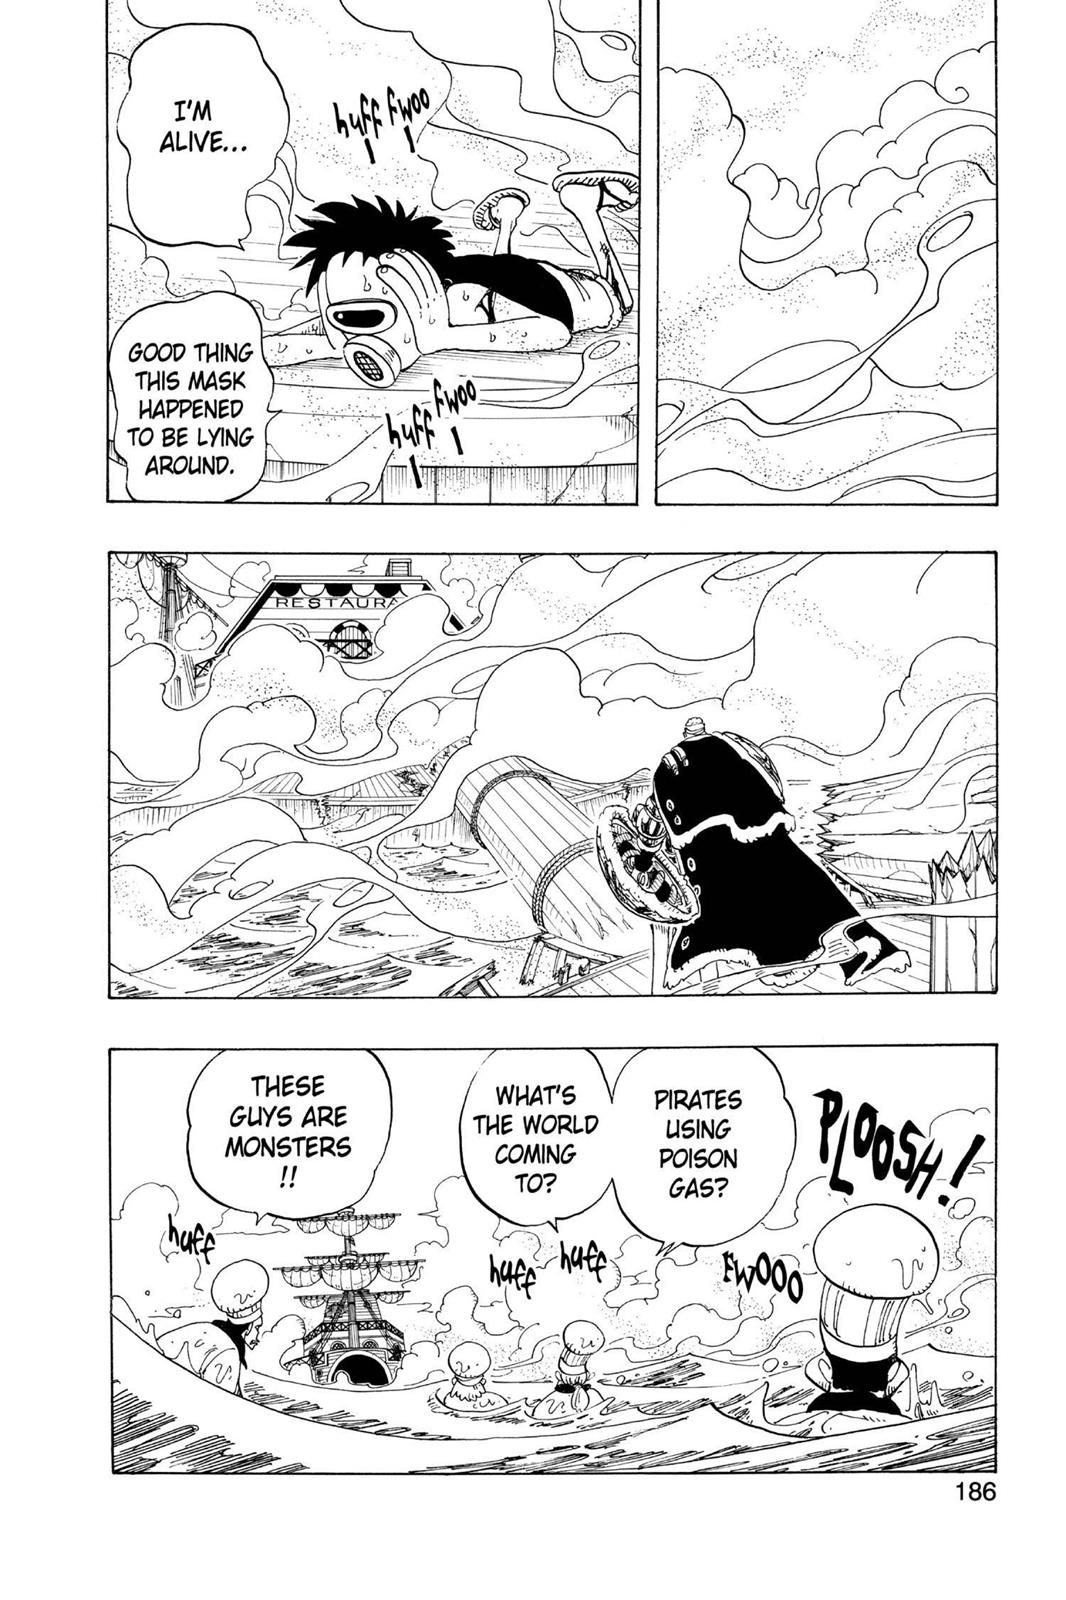 I'M
ALIVE...
huff fwoo
GOOD THING
THIS MASK
HAPPENED
TO BE LYING
AROUND.
huff fwoo
RESTAURA
PLOOSH!
PIRATES
USING
POISON
GAS?
FWOOO
WHAT'S
THE WORLD
COMING
TO?
huff
huff
THESE
GUYS ARE
MONSTERS
!!
huff
186